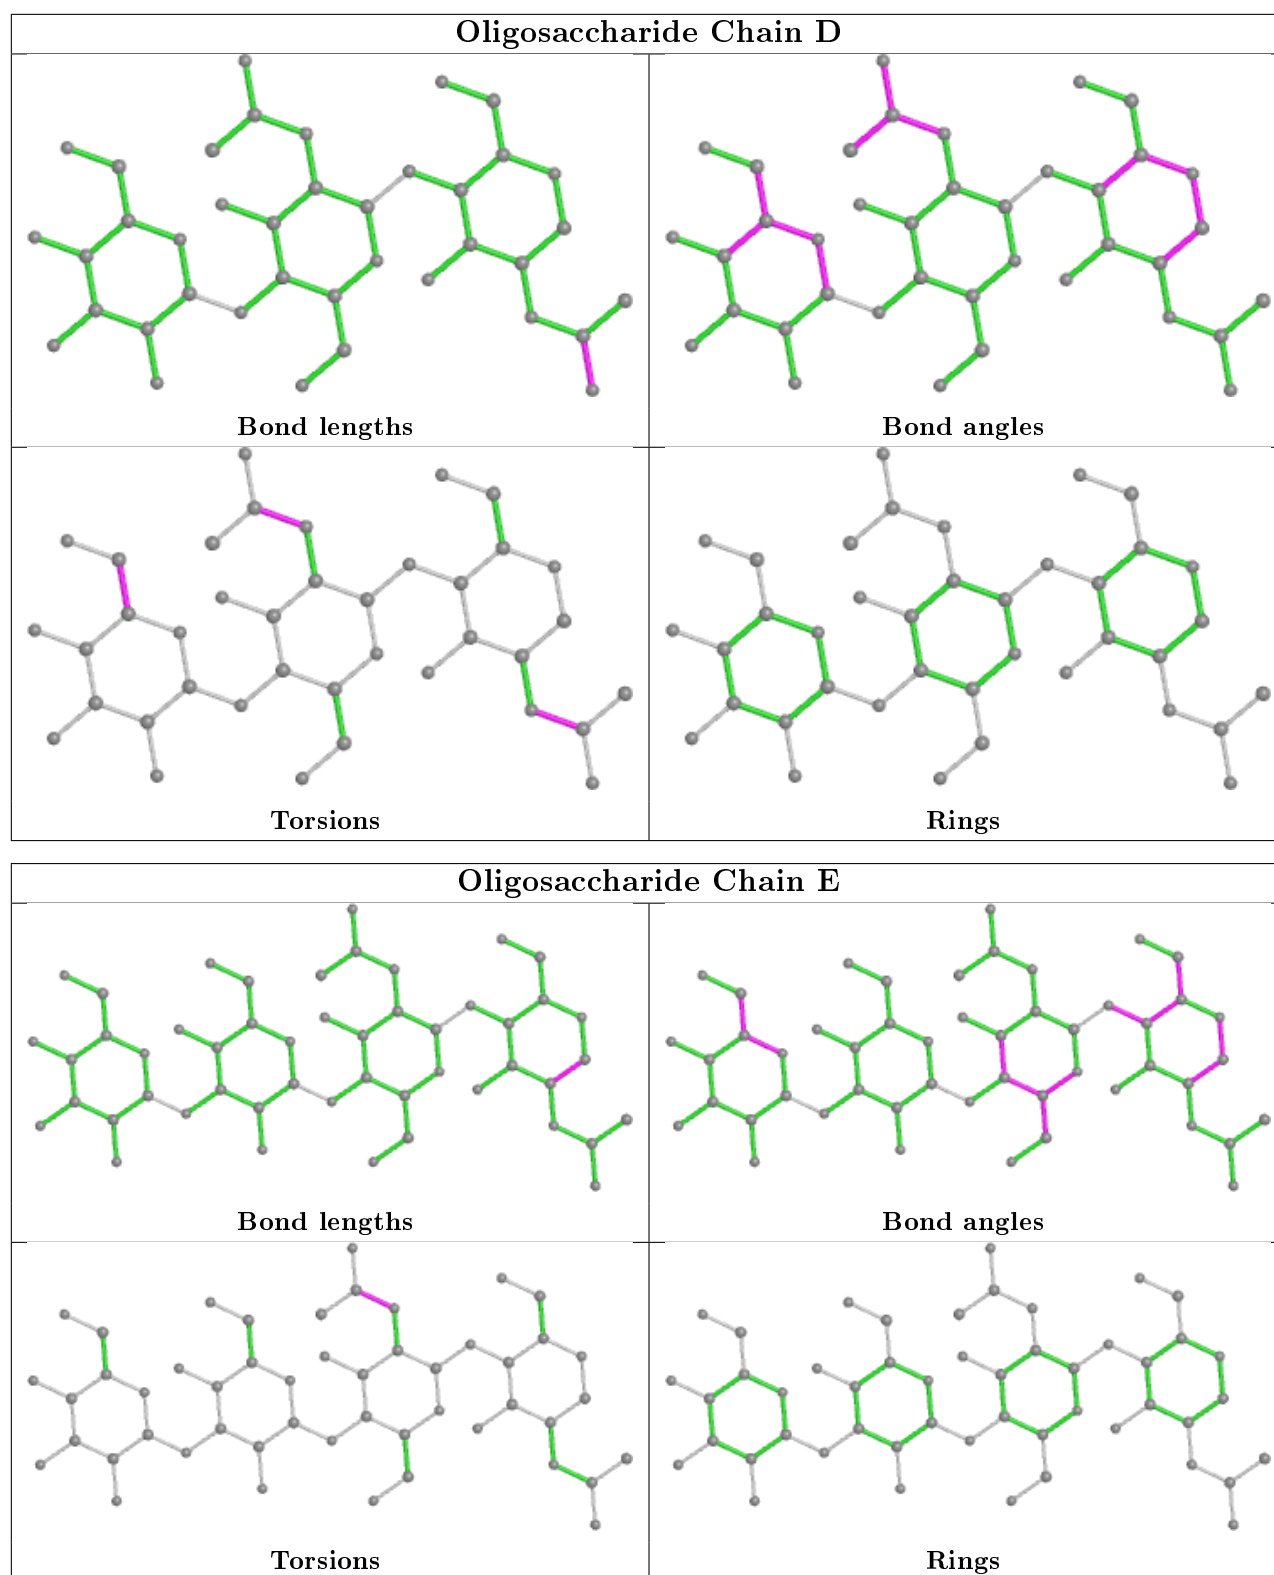 Oligosaccharide Chain D
Bond lengths
Bond angles
Torsions
Rings
Oligosaccharide Chain E
Bond lengths
Bond angles
Torsions
Rings